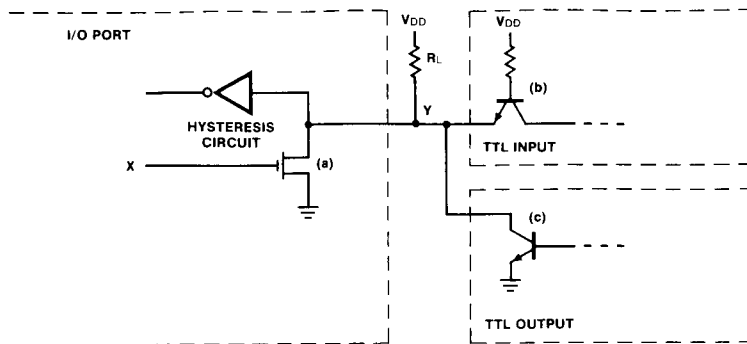 I/O PORT
VDD
RL
VDD
(b)
Y
HYSTERESIS
CIRCUIT
TTL INPUT
X
(a)
(c)
TTL OUTPUT